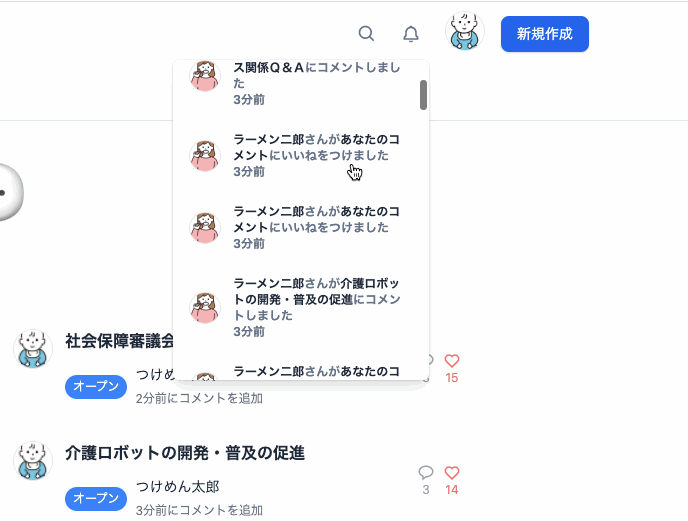 新規作成
ス関係Q＆Aにコメントしまし
た
3分前
ラーメン二郎さんがあなたのコ
メントにいいねをつけました
3分前
ラーメン二郎さんがあなたのコ
メントにいいねをつけました
3分前
ラーメン二郎さんが介護ロボッ
トの開発・普及の促進にコメン
トしました
3分前
ラーメン二郎さんがあなたのコ
社会保障審議会
オープン
つけめ
2分前にコメントを追加
15
介護ロボットの開発・普及の促進
オープン
つけめん太郎
3分前にコメントを追加
3
14